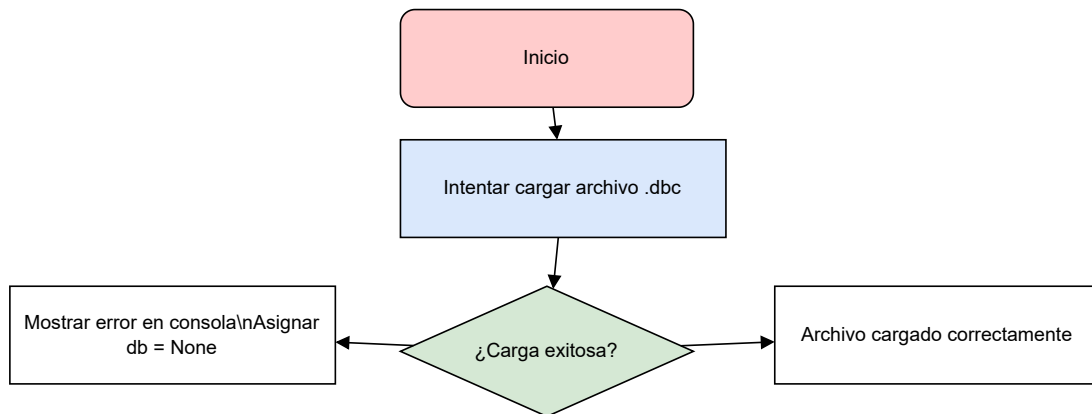 Inicio
Intentar cargar archivo .dbc
Mostrar error en consola\nAsignar
db = None
¿Carga exitosa?
Archivo cargado correctamente